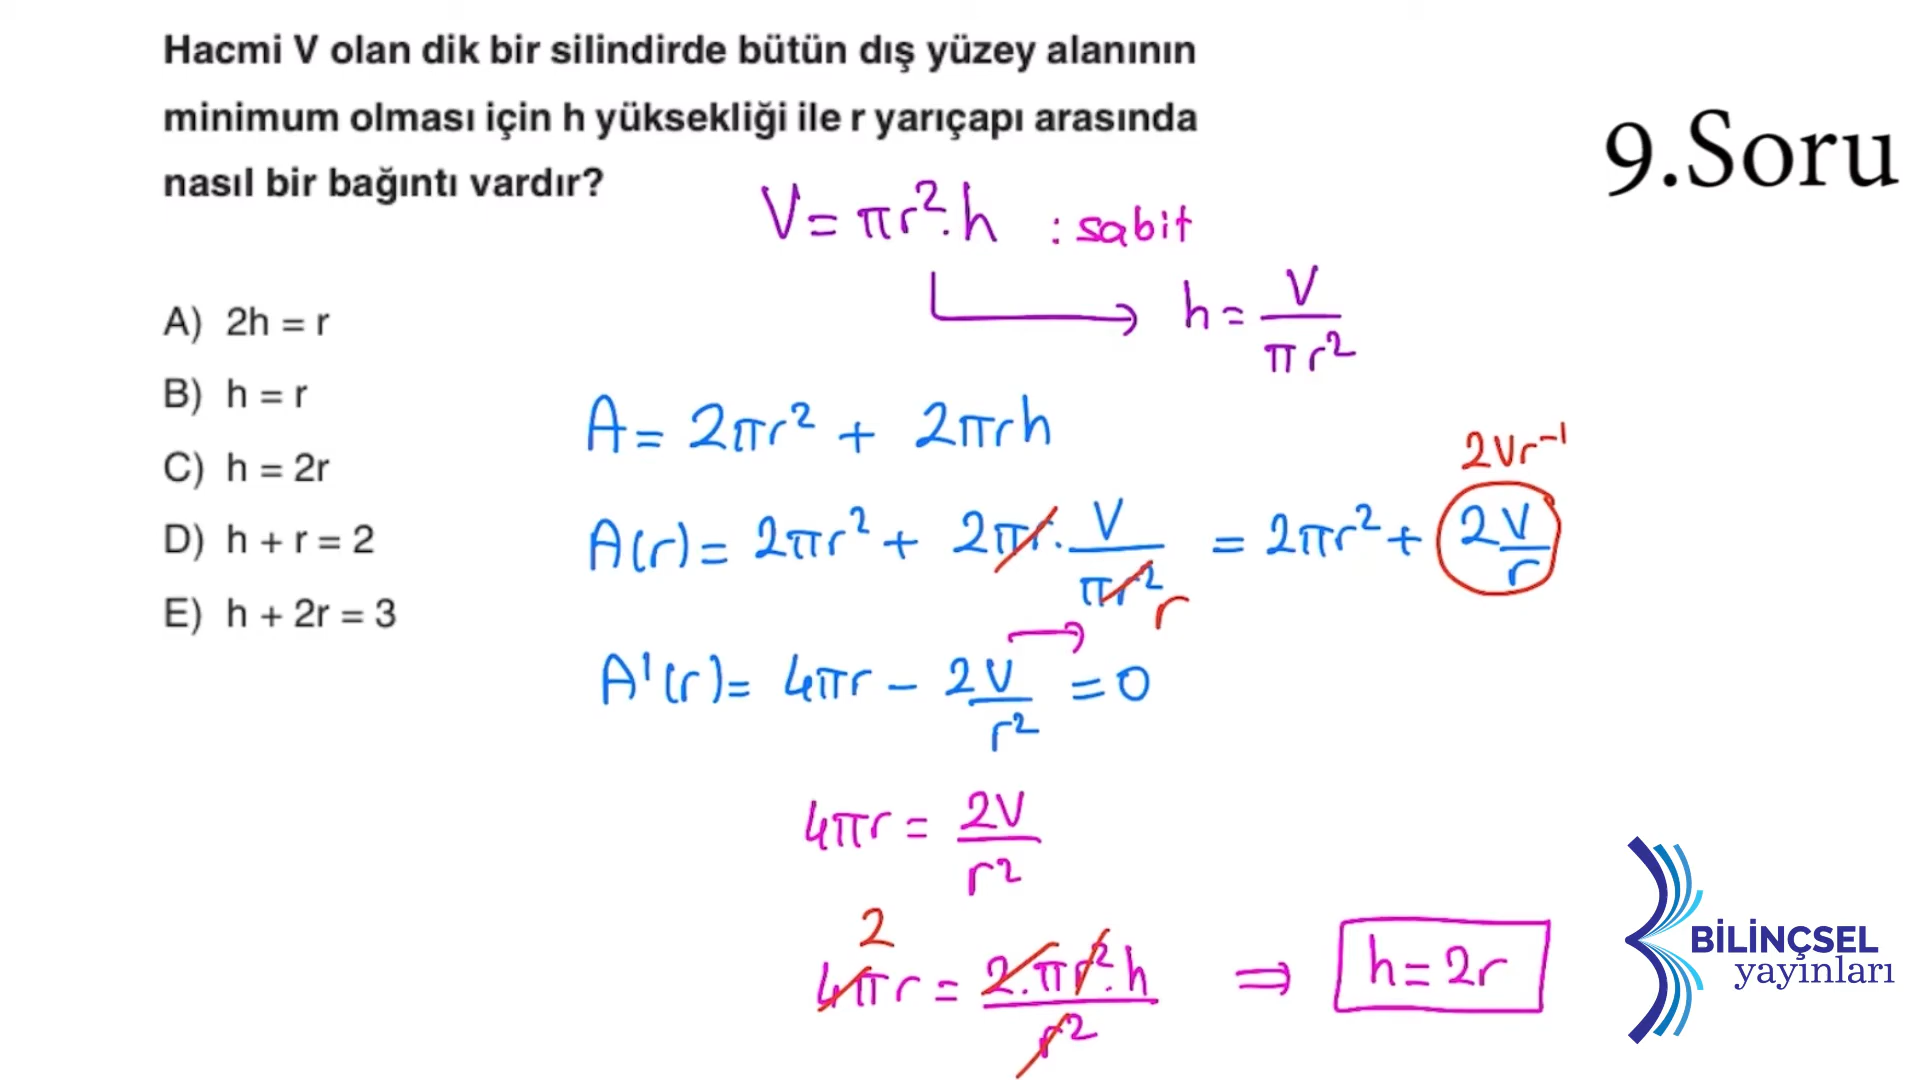 Hacmi V olan dik bir silindirde bütün dış yüzey alanının
minimum olması için h yüksekliği ile r yarıçapı arasında
nasıl bir bağıntı vardır?
9.Soru
V = πr².h : sabit
h = V/πr²
A) 2h = r
B) h = r
C) h = 2r
D) h + r = 2
E) h + 2r = 3
A = 2πr² + 2πrh
2Vr⁻¹
A(r) = 2πr² + 2πr. V/πr² = 2πr² + 2V/r
r
A'(r) = 4πr − 2V/r² = 0
4πr = 2V/r²
2
4πr = 2.πr².h/r² ⇒ h = 2r
BİLİNÇSEL
yayınları